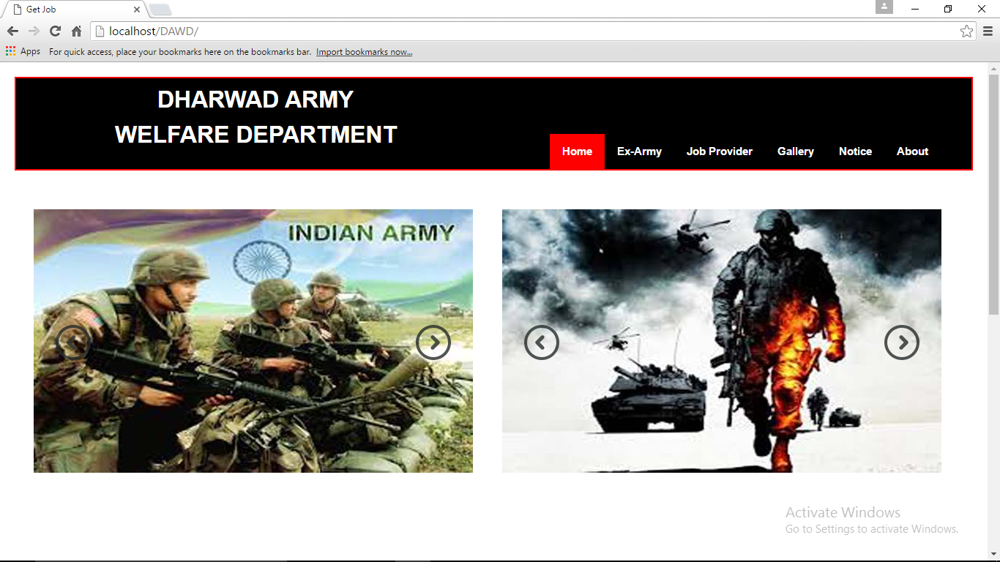 Get Job
localhost/DAWD/
Apps For quick access, place your bookmarks here on the bookmarks bar. Import bookmarks now...
DHARWAD ARMY
WELFARE DEPARTMENT
Home Ex-Army Job Provider Gallery Notice About
INDIAN ARMY
Activate Windows
Go to Settings to activate Windows.